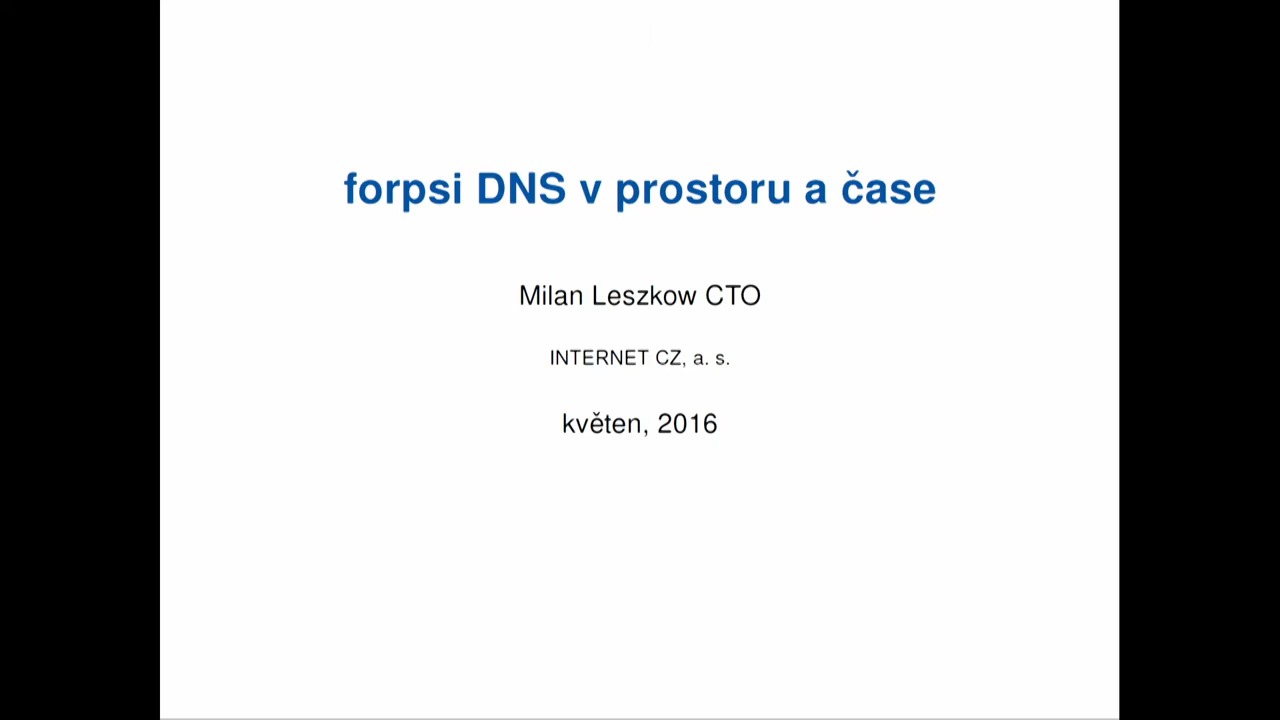 forpsi DNS v prostoru a čase
Milan Leszkow CTO
INTERNET CZ, a. s.
květen, 2016